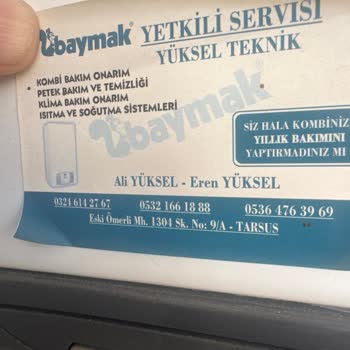 baymak YETKİLİ SERVİSİ
YÜKSEL TEKNİK
KOMBİ BAKIM ONARIM
PETEK BAKIM VE TEMİZLİĞİ
KLİMA BAKIM ONARIM
ISITMA VE SOĞUTMA SİSTEMLERİ
baymak
SİZ HALA KOMBİNİZ
YILLIK BAKIMINI
YAPTIRMADINIZ MI
Ali YÜKSEL - Eren YÜKSEL
0324 614 27 67 0532 166 18 88 0536 476 39 69
Eski Ömerli Mh. 1304 Sk. No: 9/A - TARSUS